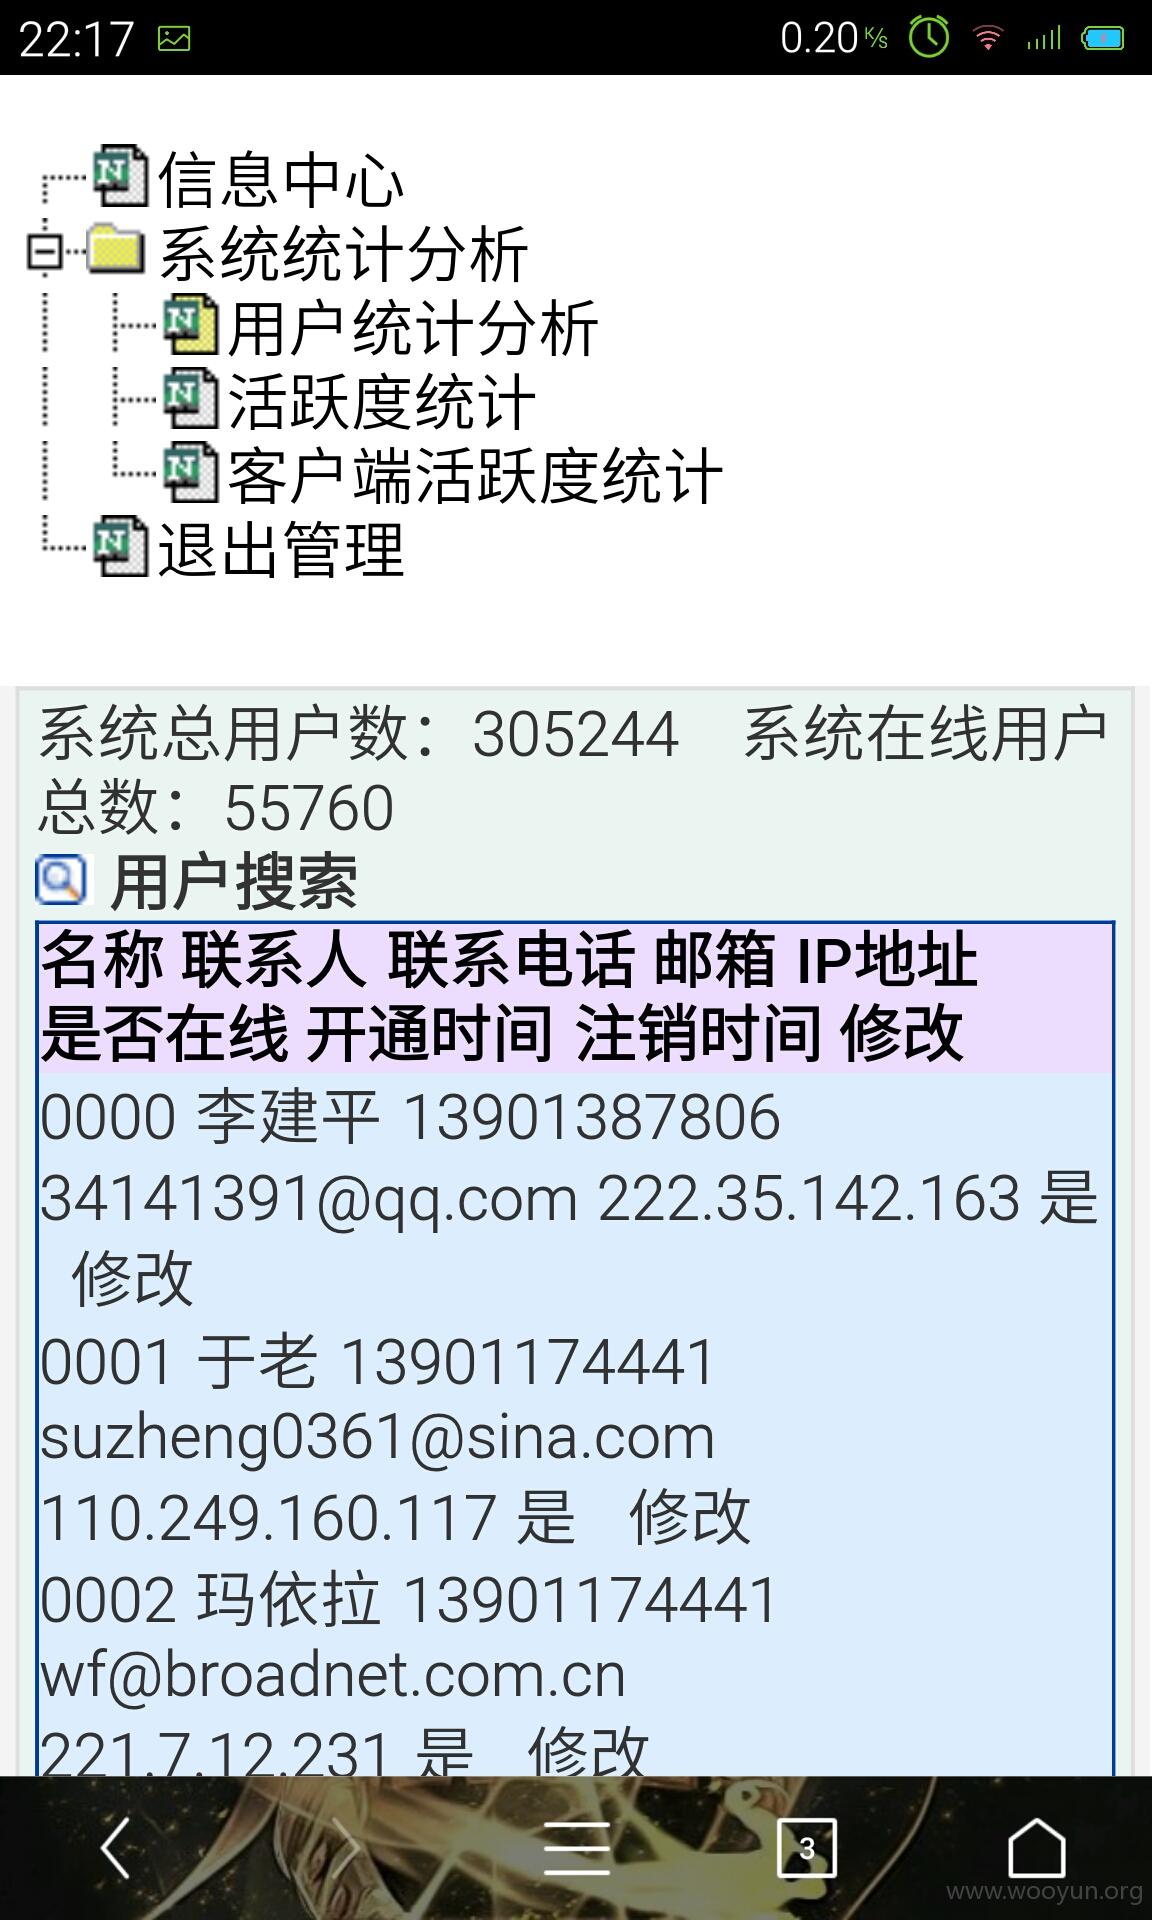 22:17 0.20 K/s
信息中心
系统统计分析
用户统计分析
活跃度统计
客户端活跃度统计
退出管理
系统总用户数：305244 系统在线用户
总数：55760
用户搜索
名称 联系人 联系电话 邮箱 IP地址
是否在线 开通时间 注销时间 修改
0000 李建平 13901387806
34141391@qq.com 222.35.142.163 是
修改
0001 于老 13901174441
suzheng0361@sina.com
110.249.160.117 是 修改
0002 玛依拉 13901174441
wf@broadnet.com.cn
221.7.12.231 是 修改
3
www.wooyun.org